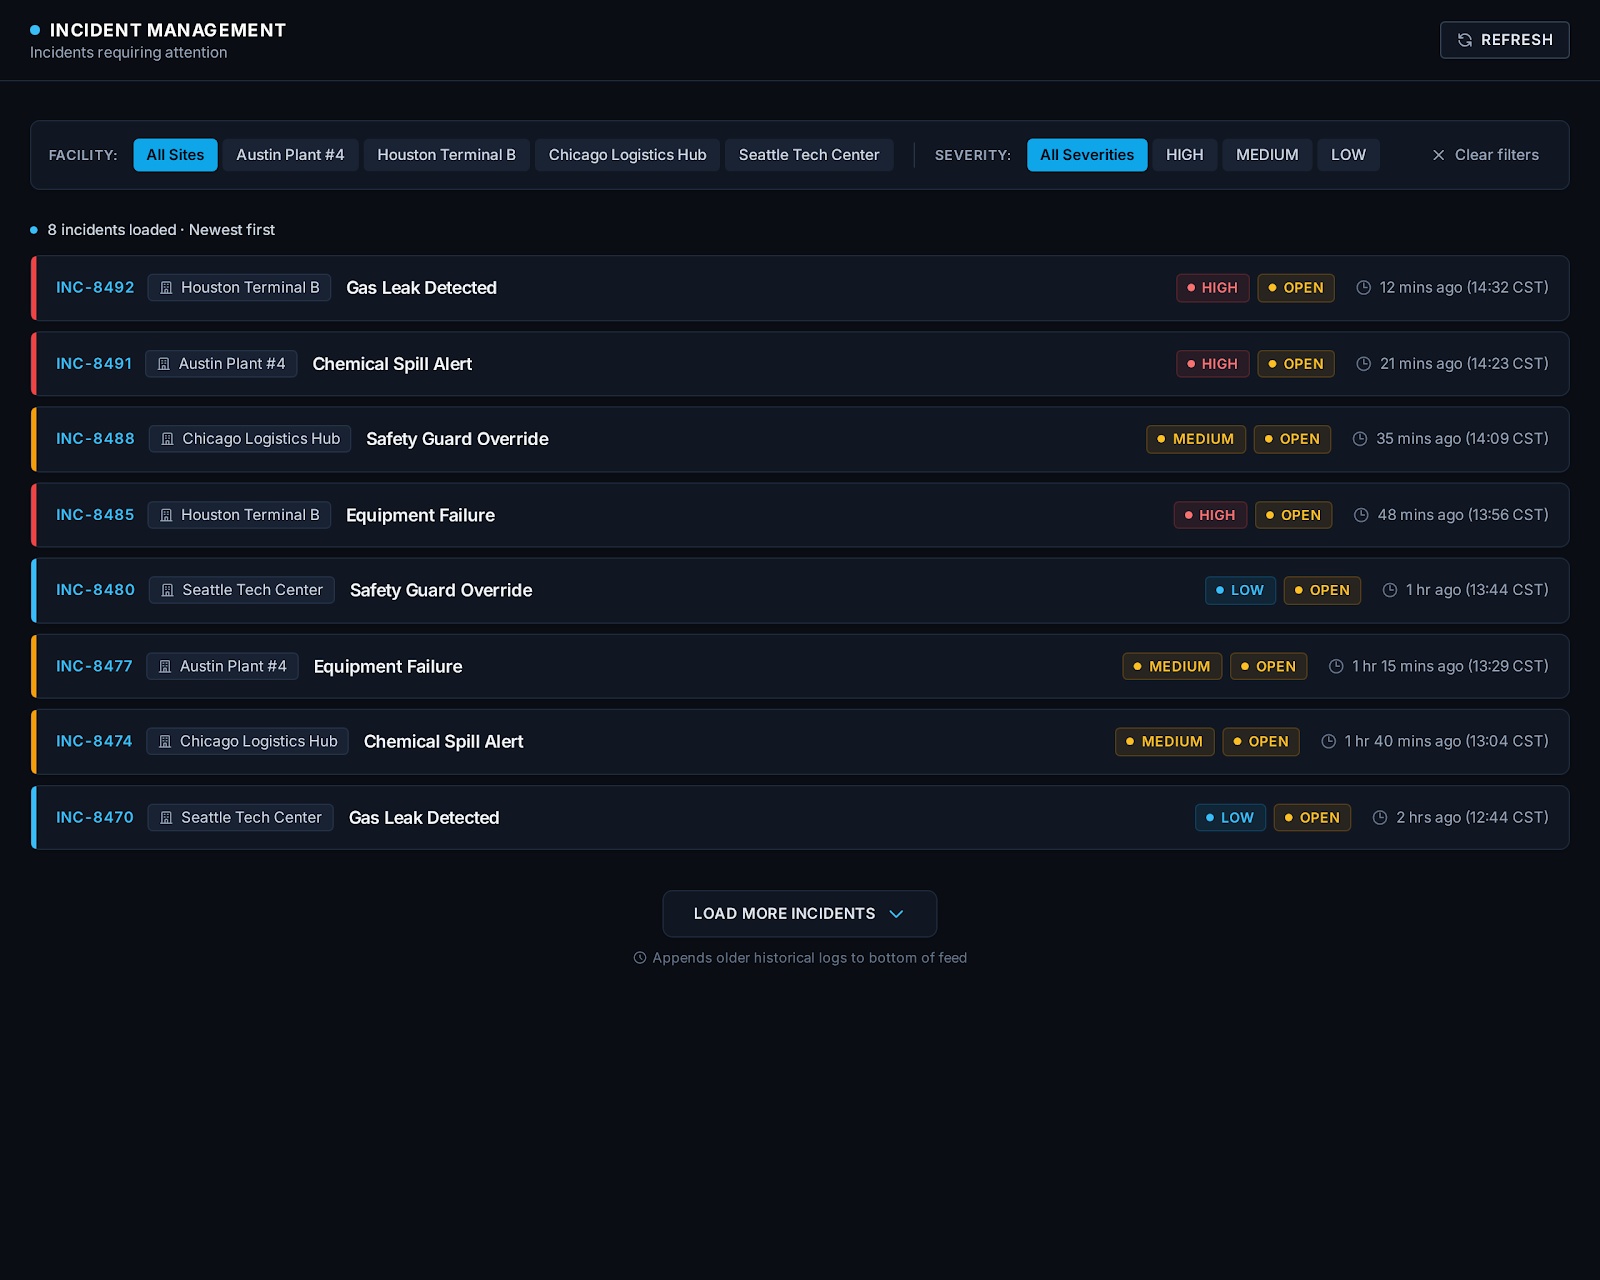 INCIDENT MANAGEMENT
Incidents requiring attention
REFRESH
FACILITY: All Sites Austin Plant #4 Houston Terminal B Chicago Logistics Hub Seattle Tech Center SEVERITY: All Severities HIGH MEDIUM LOW Clear filters
8 incidents loaded · Newest first
INC-8492 Houston Terminal B Gas Leak Detected HIGH OPEN 12 mins ago (14:32 CST)
INC-8491 Austin Plant #4 Chemical Spill Alert HIGH OPEN 21 mins ago (14:23 CST)
INC-8488 Chicago Logistics Hub Safety Guard Override MEDIUM OPEN 35 mins ago (14:09 CST)
INC-8485 Houston Terminal B Equipment Failure HIGH OPEN 48 mins ago (13:56 CST)
INC-8480 Seattle Tech Center Safety Guard Override LOW OPEN 1 hr ago (13:44 CST)
INC-8477 Austin Plant #4 Equipment Failure MEDIUM OPEN 1 hr 15 mins ago (13:29 CST)
INC-8474 Chicago Logistics Hub Chemical Spill Alert MEDIUM OPEN 1 hr 40 mins ago (13:04 CST)
INC-8470 Seattle Tech Center Gas Leak Detected LOW OPEN 2 hrs ago (12:44 CST)
LOAD MORE INCIDENTS
Appends older historical logs to bottom of feed